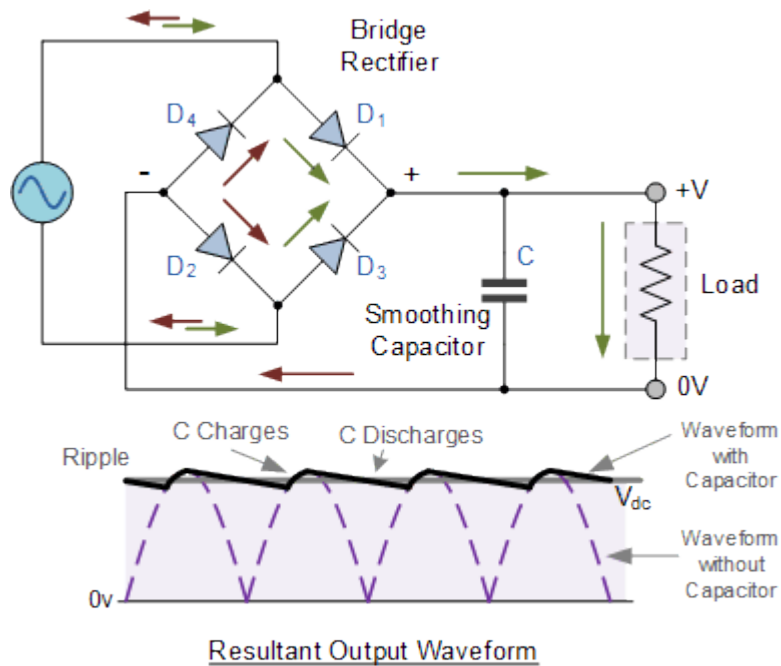 Bridge
Rectifier
D4
D1
-
+
+V
D2
D3
C
Load
Smoothing
Capacitor
0V
C Charges
C Discharges
Waveform
with
Capacitor
Ripple
Vdc
Waveform
without
Capacitor
0v
Resultant Output Waveform